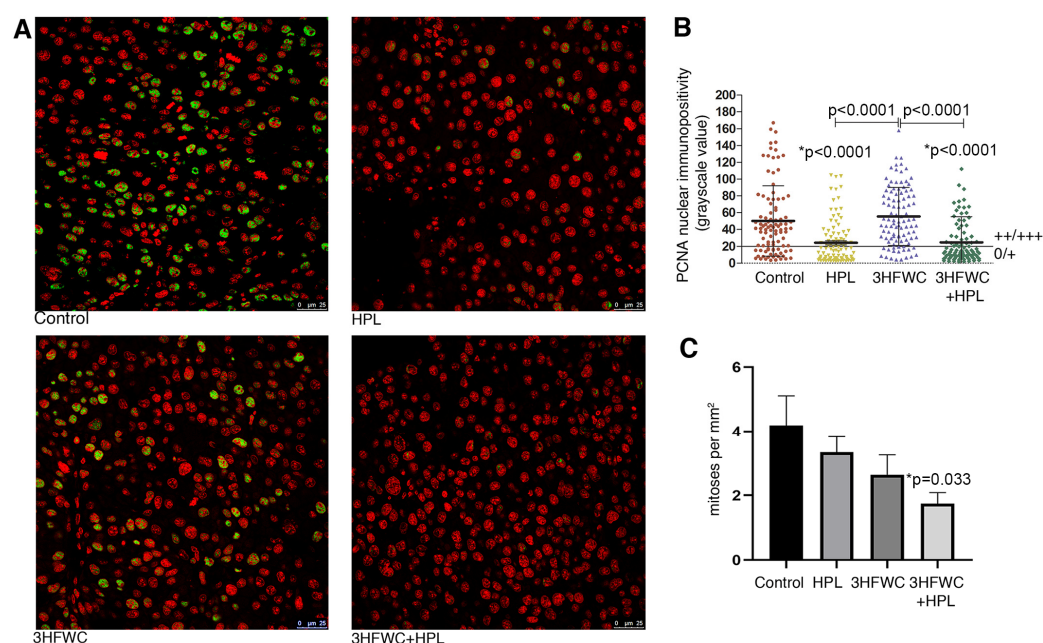 A
0 µm 25
Control
0 µm 25
HPL
0 µm 25
3HFWC
0 µm 25
3HFWC+HPL
B
PCNA nuclear immunopositivity
(grayscale value)
200
180
160
140
120
100
80
60
40
20
0
p<0.0001
p<0.0001
*p<0.0001
*p<0.0001
++/+++
0/+
Control
HPL
3HFWC
3HFWC
+HPL
C
mitoses per mm²
6
4
2
0
*p=0.033
Control
HPL
3HFWC
3HFWC
+HPL